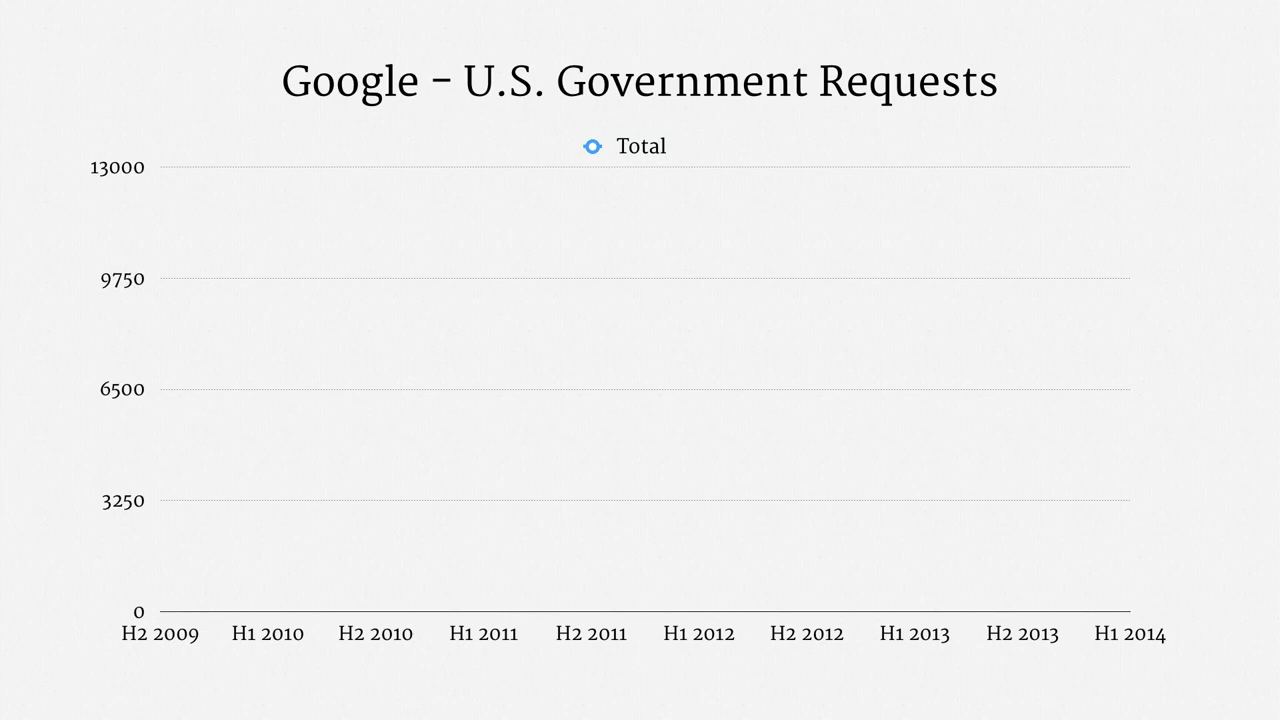 Google – U.S. Government Requests
Total
13000
9750
6500
3250
0
H2 2009 H1 2010 H2 2010 H1 2011 H2 2011 H1 2012 H2 2012 H1 2013 H2 2013 H1 2014